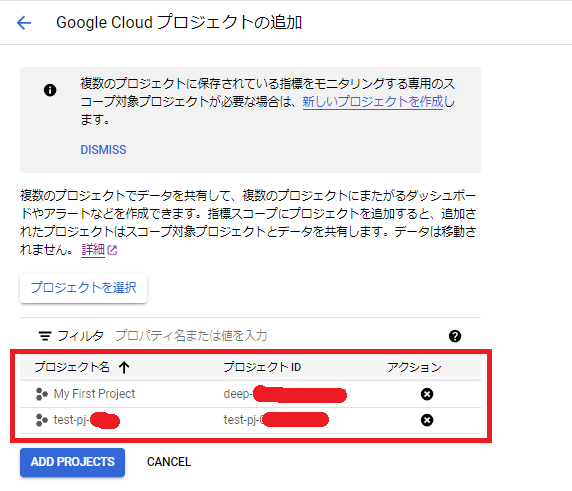 Google Cloud プロジェクトの追加
複数のプロジェクトに保存されている指標をモニタリングする専用のス
コープ対象プロジェクトが必要な場合は、新しいプロジェクトを作成し
ます。
DISMISS
複数のプロジェクトでデータを共有して、複数のプロジェクトにまたがるダッシュボー
ドやアラートなどを作成できます。指標スコープにプロジェクトを追加すると、追加さ
れたプロジェクトはスコープ対象プロジェクトとデータを共有します。データは移動さ
れません。 詳細
プロジェクトを選択
フィルタ プロパティ名または値を入力
プロジェクト名 プロジェクト ID アクション
My First Project deep-
test-pj- test-pj-
ADD PROJECTS CANCEL